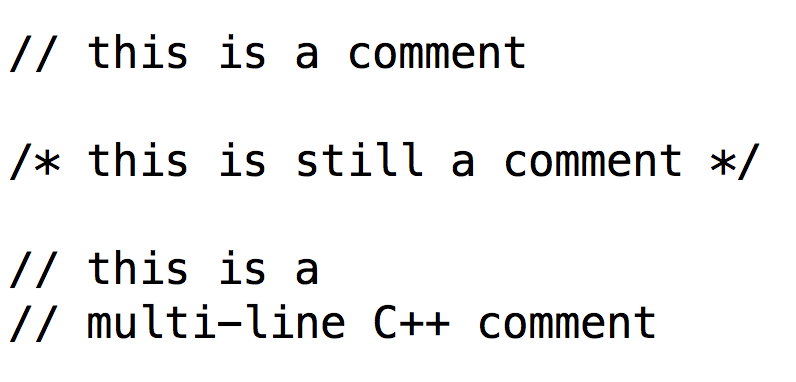 // this is a comment
/* this is still a comment */
// this is a
// multi-line C++ comment